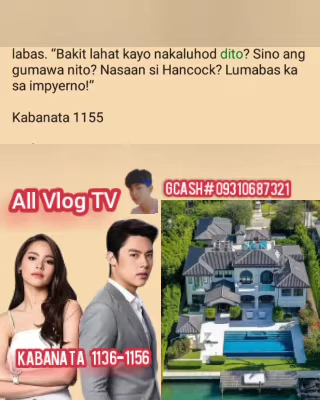 labas. “Bakit lahat kayo nakaluhod dito? Sino ang
gumawa nito? Nasaan si Hancock? Lumabas ka
sa impyerno!”
Kabanata 1155
All Vlog TV
GCASH#09310687321
KABANATA 1136-1156